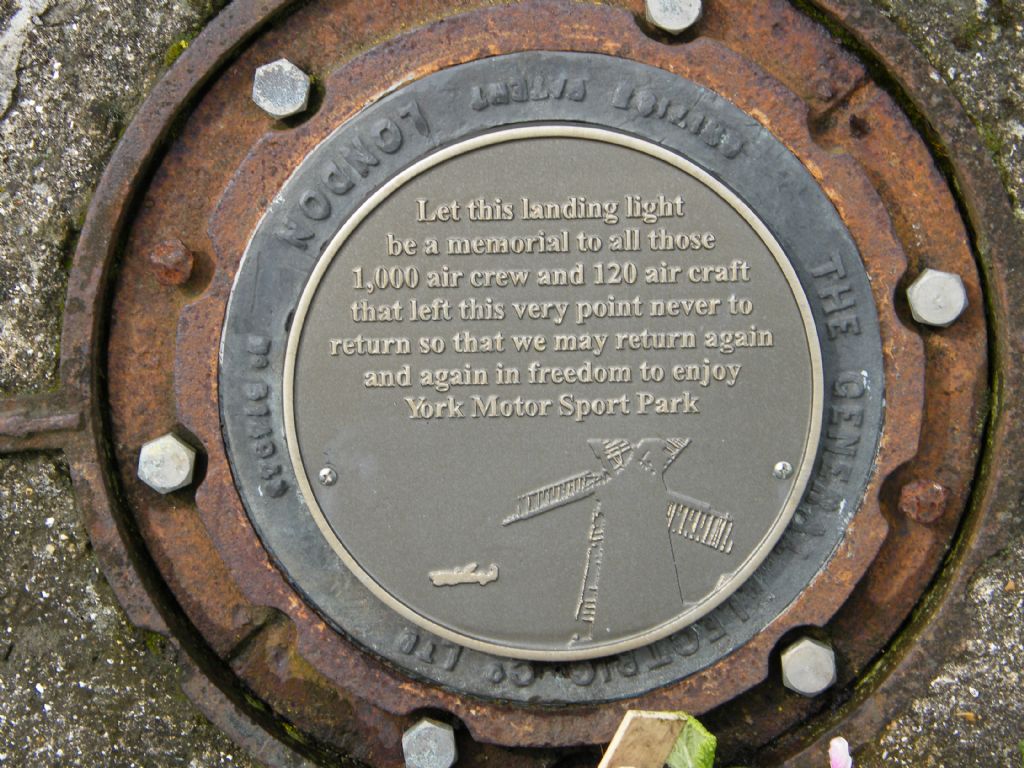 Let this landing light
be a memorial to all those
1,000 air crew and 120 air craft
that left this very point never to
return so that we may return again
and again in freedom to enjoy
York Motor Sport Park
THE GENERAL ELECTRIC Cº LTD
LONDON
PATENT